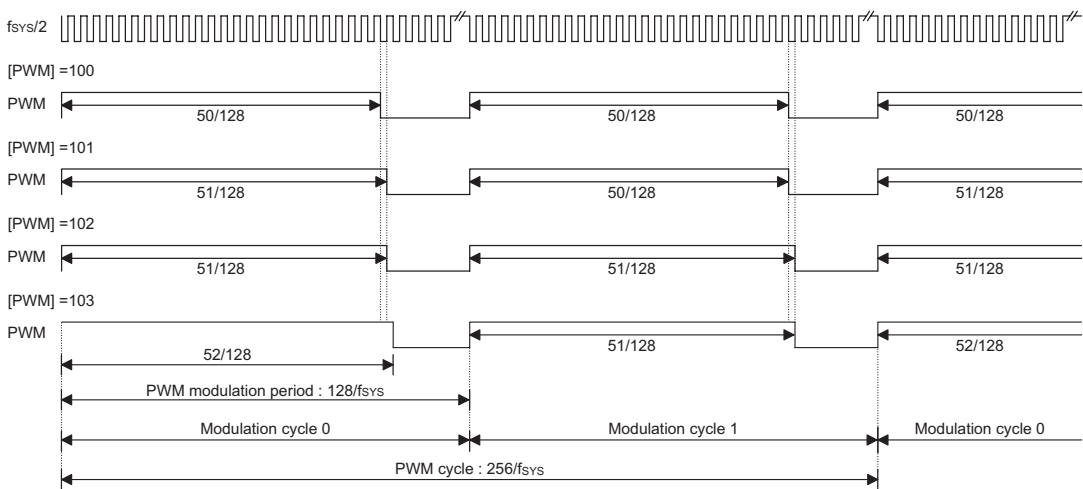 fSYS/2
[PWM] =100
PWM
50/128
50/128
50/128
[PWM] =101
PWM
51/128
50/128
51/128
[PWM] =102
PWM
51/128
51/128
51/128
[PWM] =103
PWM
52/128
51/128
52/128
PWM modulation period : 128/fSYS
Modulation cycle 0
Modulation cycle 1
Modulation cycle 0
PWM cycle : 256/fSYS